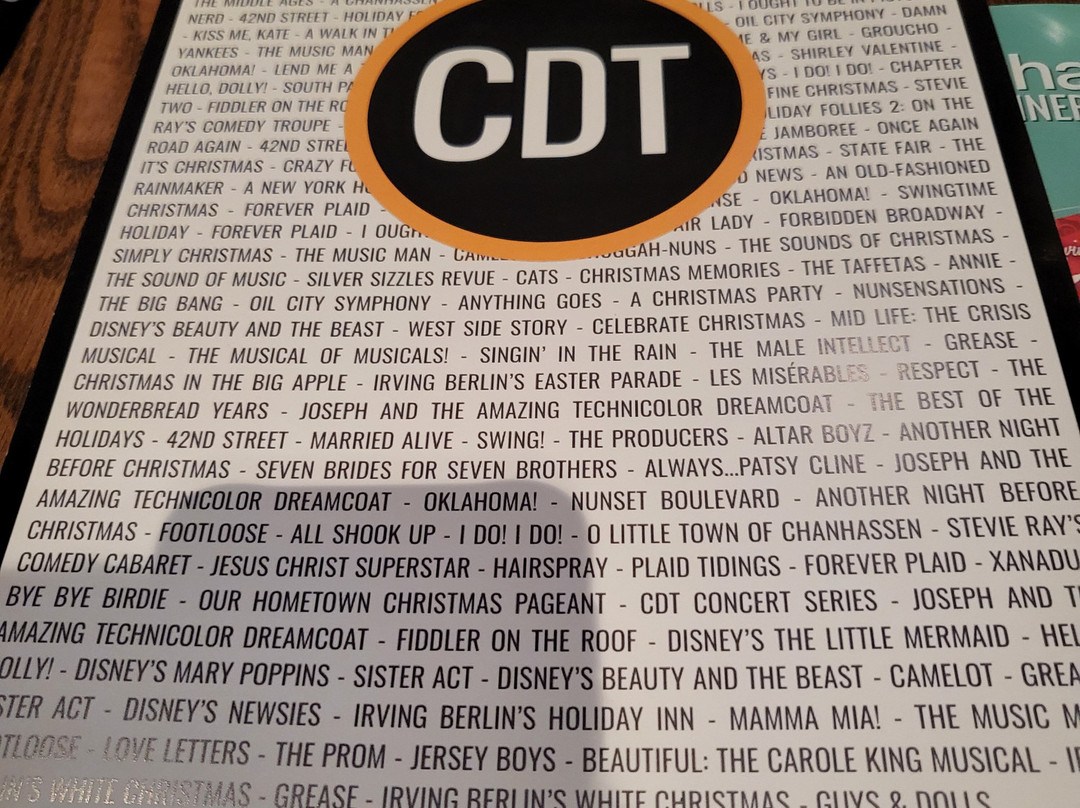 THE MIDDLE AGES - A CHANHASSEN
NERD - 42ND STREET - HOLIDAY OIL CITY SYMPHONY - DAMN
- KISS ME, KATE - A WALK IN ME & MY GIRL - GROUCHO -
YANKEES - THE MUSIC MAN - SHIRLEY VALENTINE -
OKLAHOMA! - LEND ME A - I DO! I DO! - CHAPTER
HELLO, DOLLY! - SOUTH FINE CHRISTMAS - STEVIE
TWO - FIDDLER ON THE HOLIDAY FOLLIES 2: ON THE
RAY'S COMEDY TROUPE - JAMBOREE - ONCE AGAIN
ROAD AGAIN - 42ND STREET - STATE FAIR - THE
IT'S CHRISTMAS - CRAZY NEWS - AN OLD-FASHIONED
RAINMAKER - A NEW YORK - OKLAHOMA! - SWINGTIME
CHRISTMAS - FOREVER PLAID - FAIR LADY - FORBIDDEN BROADWAY -
HOLIDAY - FOREVER PLAID - I - THE SOUNDS OF CHRISTMAS -
SIMPLY CHRISTMAS - THE MUSIC MAN - NUGGAH-NUNS
CDT
THE SOUND OF MUSIC - SILVER SIZZLES REVUE - CATS - CHRISTMAS MEMORIES - THE TAFFETAS - ANNIE -
THE BIG BANG - OIL CITY SYMPHONY - ANYTHING GOES - A CHRISTMAS PARTY - NUNSENSATIONS -
DISNEY'S BEAUTY AND THE BEAST - WEST SIDE STORY - CELEBRATE CHRISTMAS - MID LIFE: THE CRISIS
MUSICAL - THE MUSICAL OF MUSICALS! - SINGIN' IN THE RAIN - THE MALE INTELLECT - GREASE -
CHRISTMAS IN THE BIG APPLE - IRVING BERLIN'S EASTER PARADE - LES MISÉRABLES - RESPECT - THE
WONDERBREAD YEARS - JOSEPH AND THE AMAZING TECHNICOLOR DREAMCOAT - THE BEST OF THE
HOLIDAYS - 42ND STREET - MARRIED ALIVE - SWING! - THE PRODUCERS - ALTAR BOYZ - ANOTHER NIGHT
BEFORE CHRISTMAS - SEVEN BRIDES FOR SEVEN BROTHERS - ALWAYS...PATSY CLINE - JOSEPH AND THE
AMAZING TECHNICOLOR DREAMCOAT - OKLAHOMA! - NUNSET BOULEVARD - ANOTHER NIGHT BEFORE
CHRISTMAS - FOOTLOOSE - ALL SHOOK UP - I DO! I DO! - O LITTLE TOWN OF CHANHASSEN - STEVIE RAY'S
COMEDY CABARET - JESUS CHRIST SUPERSTAR - HAIRSPRAY - PLAID TIDINGS - FOREVER PLAID - XANADU
BYE BYE BIRDIE - OUR HOMETOWN CHRISTMAS PAGEANT - CDT CONCERT SERIES - JOSEPH AND
AMAZING TECHNICOLOR DREAMCOAT - FIDDLER ON THE ROOF - DISNEY'S THE LITTLE MERMAID -
DOLLY! - DISNEY'S MARY POPPINS - SISTER ACT - DISNEY'S BEAUTY AND THE BEAST - CAMELOT -
SISTER ACT - DISNEY'S NEWSIES - IRVING BERLIN'S HOLIDAY INN - MAMMA MIA! - THE MUSIC
FOOTLOOSE - LOVE LETTERS - THE PROM - JERSEY BOYS - BEAUTIFUL: THE CAROLE KING MUSICAL -
WHITE CHRISTMAS - GREASE - IRVING BERLIN'S WHITE CHRISTMAS - GUYS & DOLLS